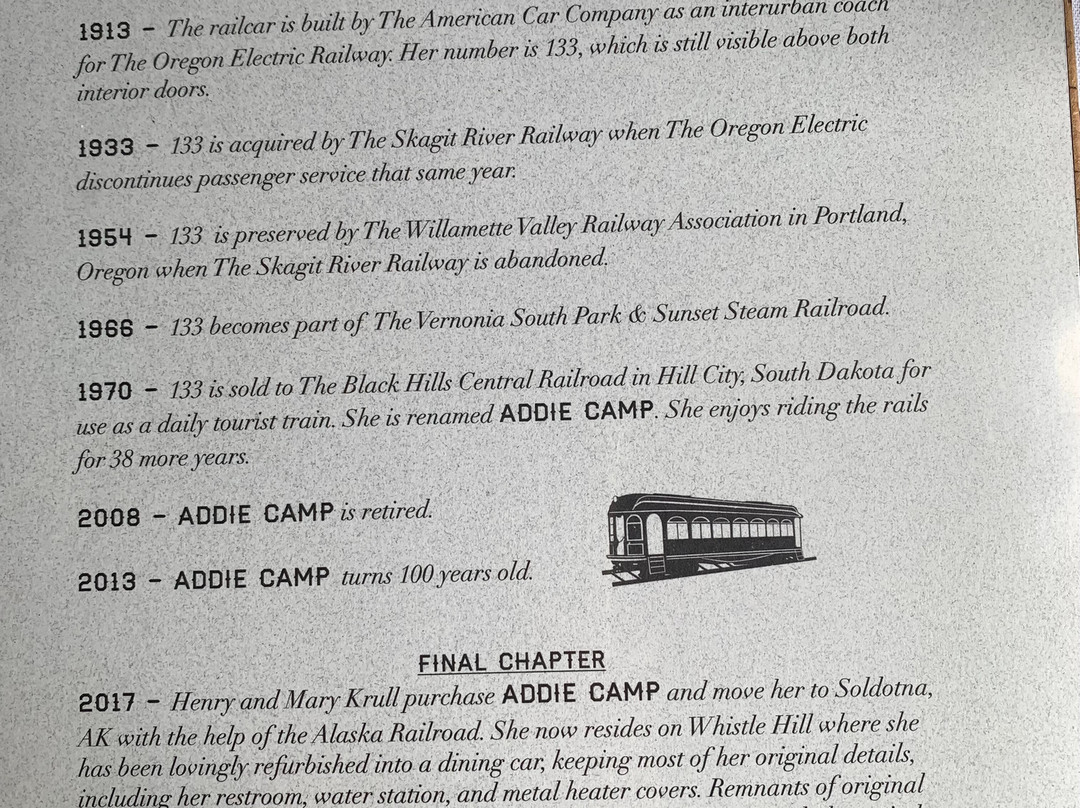 1913 – The railcar is built by The American Car Company as an interurban coach
for The Oregon Electric Railway. Her number is 133, which is still visible above both
interior doors.
1933 – 133 is acquired by The Skagit River Railway when The Oregon Electric
discontinues passenger service that same year.
1954 – 133 is preserved by The Willamette Valley Railway Association in Portland,
Oregon when The Skagit River Railway is abandoned.
1966 – 133 becomes part of The Vernonia South Park & Sunset Steam Railroad.
1970 – 133 is sold to The Black Hills Central Railroad in Hill City, South Dakota for
use as a daily tourist train. She is renamed ADDIE CAMP. She enjoys riding the rails
for 38 more years.
2008 – ADDIE CAMP is retired.
2013 – ADDIE CAMP turns 100 years old.
FINAL CHAPTER
2017 – Henry and Mary Krull purchase ADDIE CAMP and move her to Soldotna,
AK with the help of the Alaska Railroad. She now resides on Whistle Hill where she
has been lovingly refurbished into a dining car, keeping most of her original details,
including her restroom, water station, and metal heater covers. Remnants of original